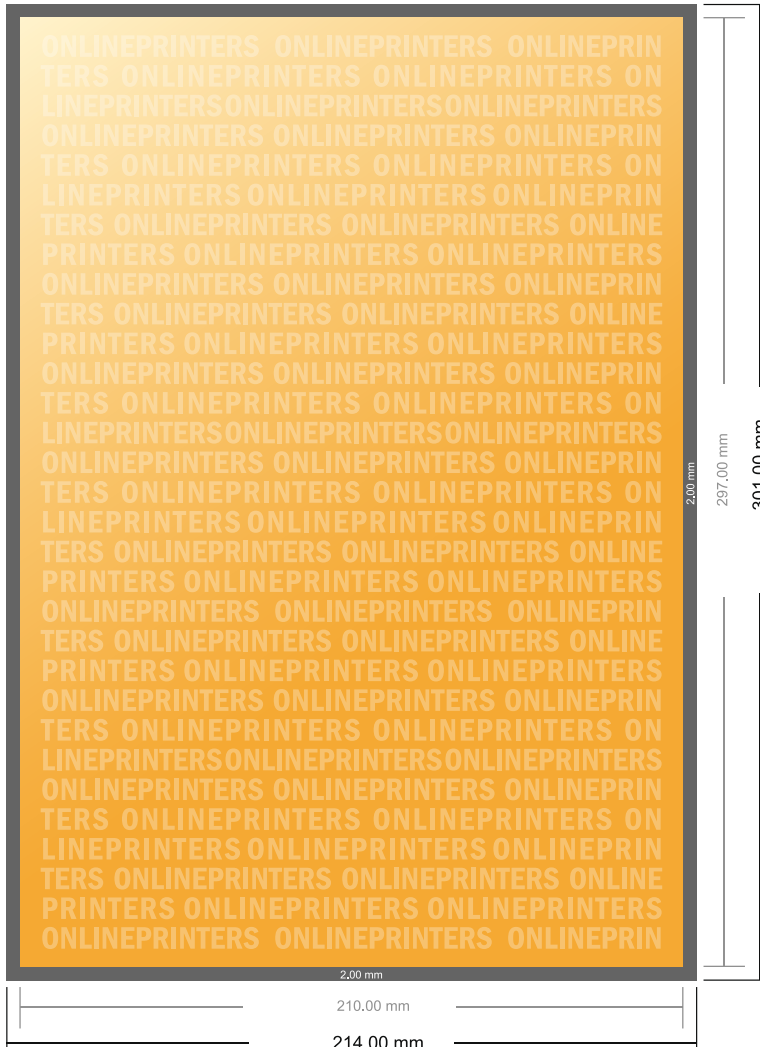 ONLINEPRINTERS ONLINEPRINTERS ONLINEPRIN
TERS ONLINEPRINTERS ONLINEPRINTERS ON
LINEPRINTERSONLINEPRINTERSONLINEPRINTERS
ONLINEPRINTERS ONLINEPRINTERS ONLINEPRIN
TERS ONLINEPRINTERS ONLINEPRINTERS ON
LINEPRINTERS ONLINEPRINTERS ONLINEPRIN
TERS ONLINEPRINTERS ONLINEPRINTERS ONLINE
PRINTERS ONLINEPRINTERS ONLINEPRINTERS
ONLINEPRINTERS ONLINEPRINTERS ONLINEPRIN
TERS ONLINEPRINTERS ONLINEPRINTERS ONLINE
PRINTERS ONLINEPRINTERS ONLINEPRINTERS
ONLINEPRINTERS ONLINEPRINTERS ONLINEPRIN
TERS ONLINEPRINTERS ONLINEPRINTERS ON
LINEPRINTERSONLINEPRINTERSONLINEPRINTERS
ONLINEPRINTERS ONLINEPRINTERS ONLINEPRIN
TERS ONLINEPRINTERS ONLINEPRINTERS ON
LINEPRINTERS ONLINEPRINTERS ONLINEPRIN
TERS ONLINEPRINTERS ONLINEPRINTERS ONLINE
PRINTERS ONLINEPRINTERS ONLINEPRINTERS
ONLINEPRINTERS ONLINEPRINTERS ONLINEPRIN
TERS ONLINEPRINTERS ONLINEPRINTERS ONLINE
PRINTERS ONLINEPRINTERS ONLINEPRINTERS
ONLINEPRINTERS ONLINEPRINTERS ONLINEPRIN
TERS ONLINEPRINTERS ONLINEPRINTERS ON
LINEPRINTERSONLINEPRINTERSONLINEPRINTERS
ONLINEPRINTERS ONLINEPRINTERS ONLINEPRIN
TERS ONLINEPRINTERS ONLINEPRINTERS ON
LINEPRINTERS ONLINEPRINTERS ONLINEPRIN
TERS ONLINEPRINTERS ONLINEPRINTERS ONLINE
PRINTERS ONLINEPRINTERS ONLINEPRINTERS
ONLINEPRINTERS ONLINEPRINTERS ONLINEPRIN
2.00 mm
297.00 mm
301.00 mm
2.00 mm
210.00 mm
214.00 mm